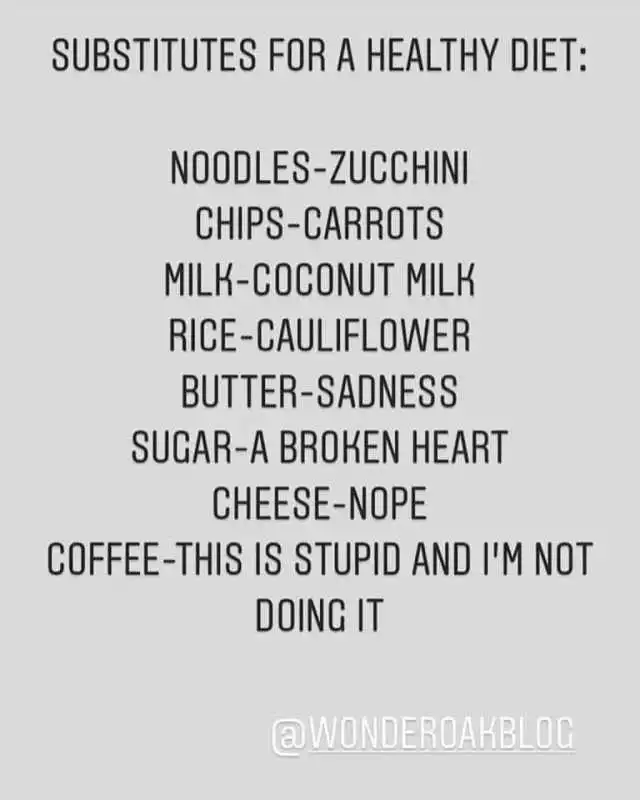 SUBSTITUTES FOR A HEALTHY DIET:
NOODLES-ZUCCHINI
CHIPS-CARROTS
MILK-COCONUT MILK
RICE-CAULIFLOWER
BUTTER-SADNESS
SUGAR-A BROKEN HEART
CHEESE-NOPE
COFFEE-THIS IS STUPID AND I'M NOT
DOING IT
@WONDEROAKBLOG